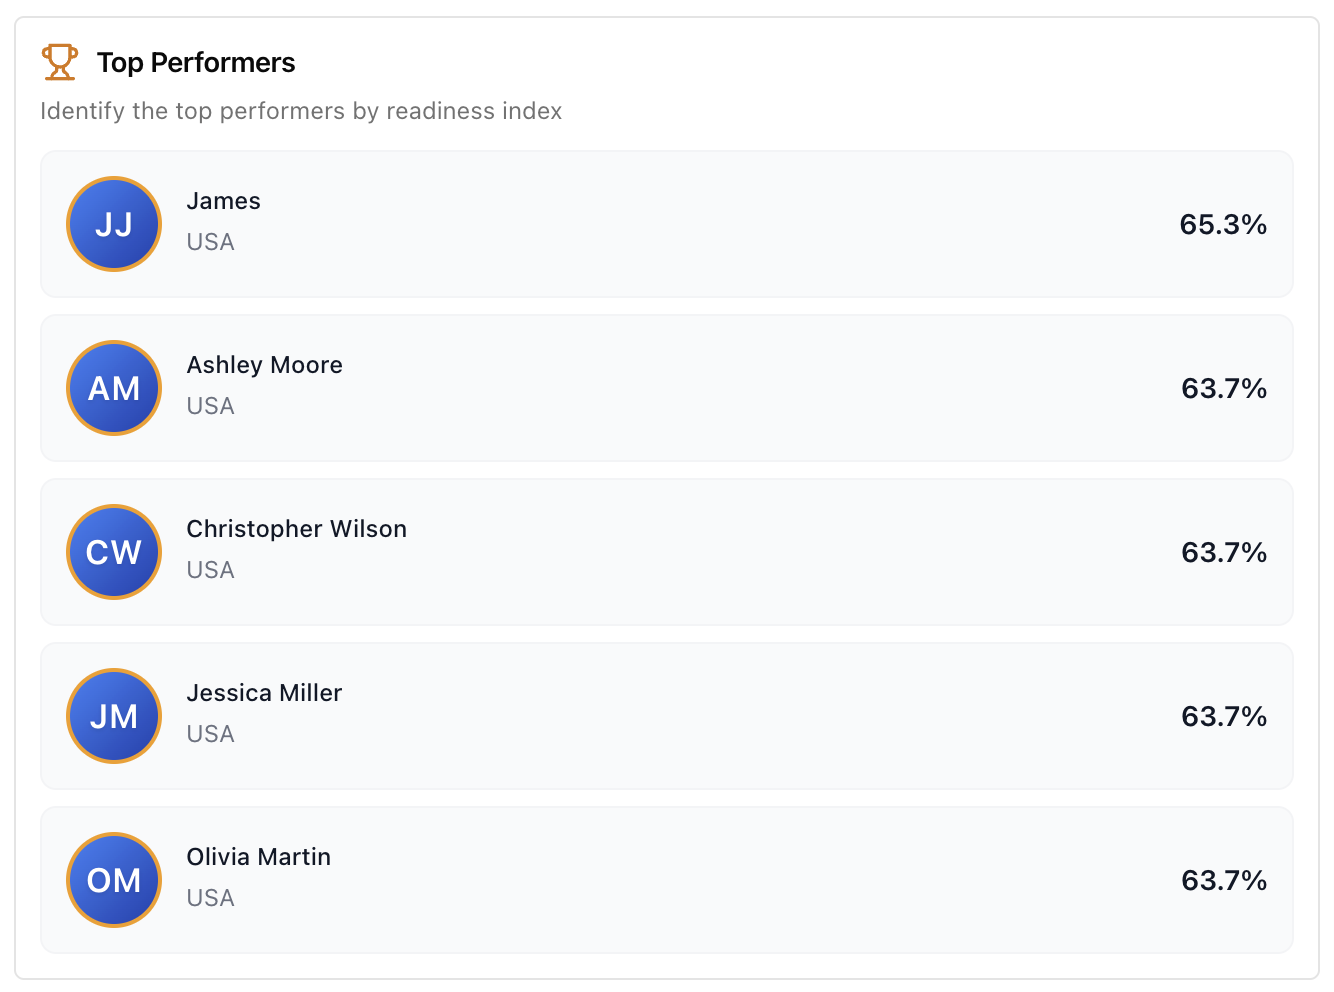 Top Performers
Identify the top performers by readiness index
JJ
James
USA
65.3%
AM
Ashley Moore
USA
63.7%
CW
Christopher Wilson
USA
63.7%
JM
Jessica Miller
USA
63.7%
OM
Olivia Martin
USA
63.7%